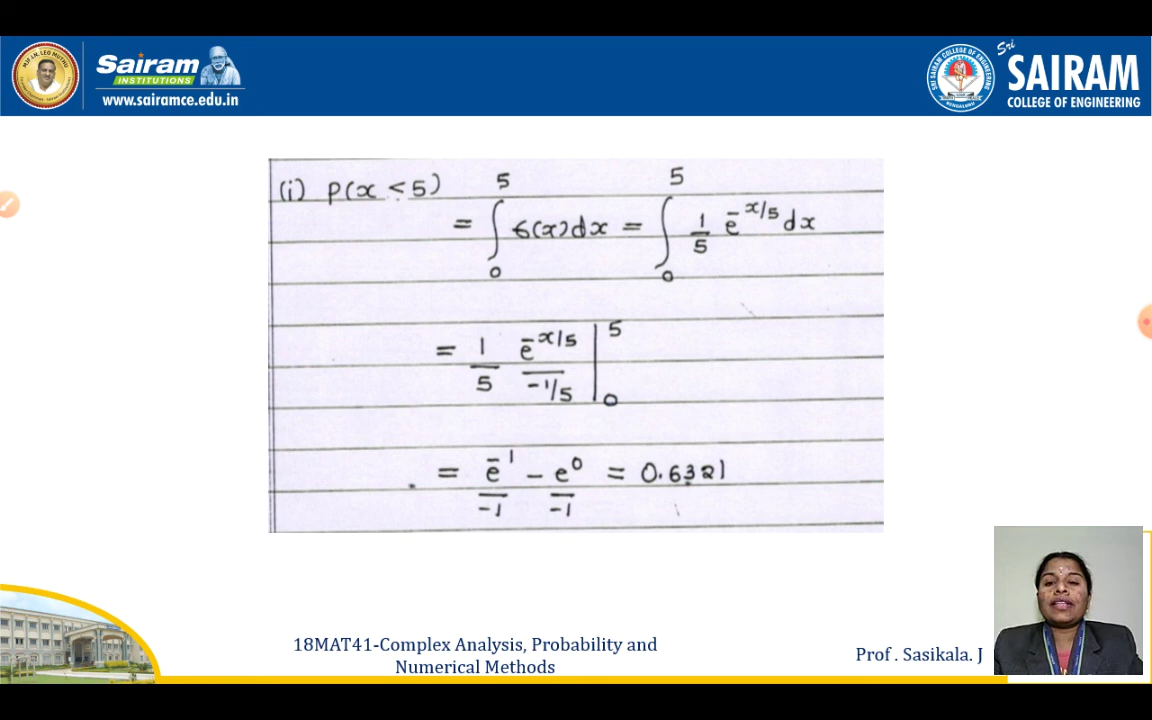 Sairam
INSTITUTIONS
www.sairamce.edu.in
Sri
SAIRAM
COLLEGE OF ENGINEERING
(i) P(x < 5)
= ∫₀⁵ f(x)dx = ∫₀⁵ 1/5 e^(-x/5) dx
= 1/5 e^(-x/5)/(-1/5) |₀⁵
= e^(-1)/(-1) - e^0/(-1) = 0.6321
18MAT41-Complex Analysis, Probability and
Numerical Methods
Prof . Sasikala. J